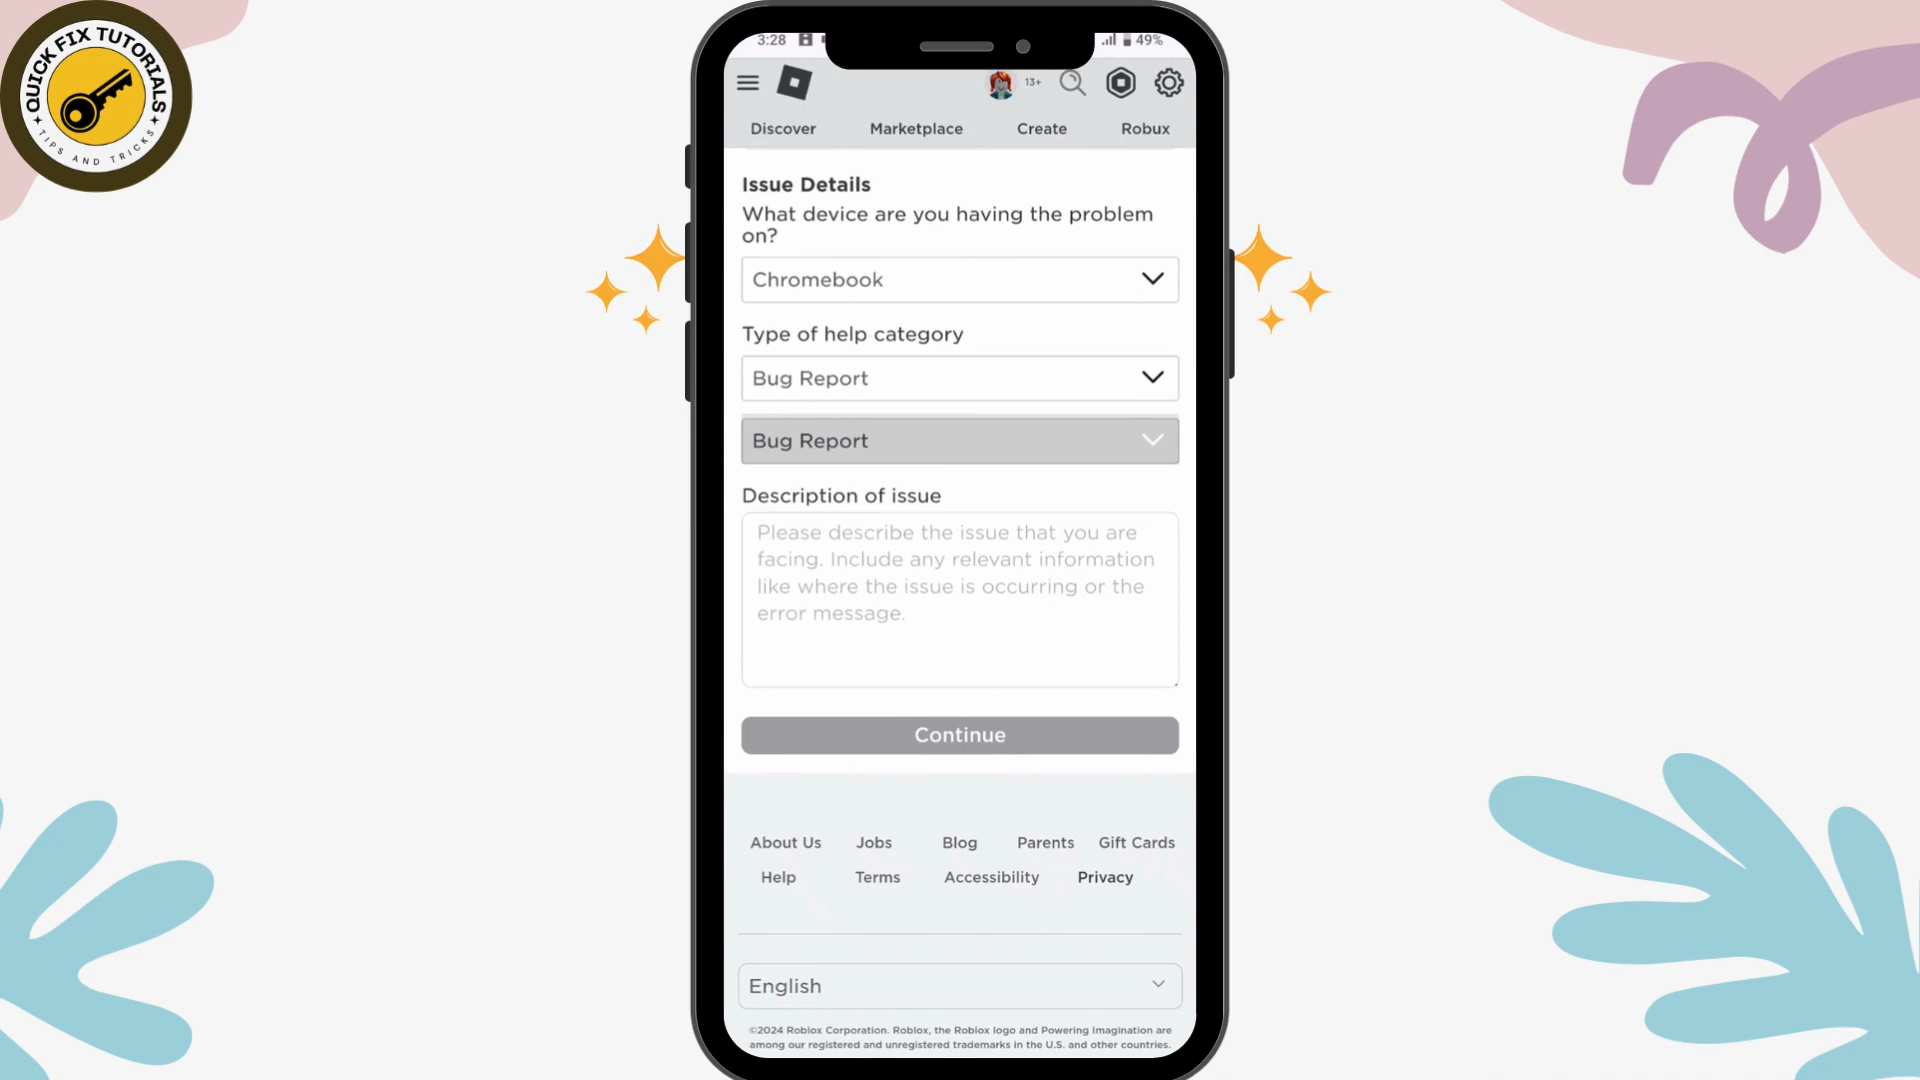 QUICK FIX TUTORIALS
TIPS AND TRICKS
3:28
49%
13+
Discover Marketplace Create Robux
Issue Details
What device are you having the problem
on?
Chromebook
Type of help category
Bug Report
Bug Report
Description of issue
Please describe the issue that you are
facing. Include any relevant information
like where the issue is occurring or the
error message.
Continue
About Us Jobs Blog Parents Gift Cards
Help Terms Accessibility Privacy
English
©2024 Roblox Corporation. Roblox, the Roblox logo and Powering Imagination are
among our registered and unregistered trademarks in the U.S. and other countries.